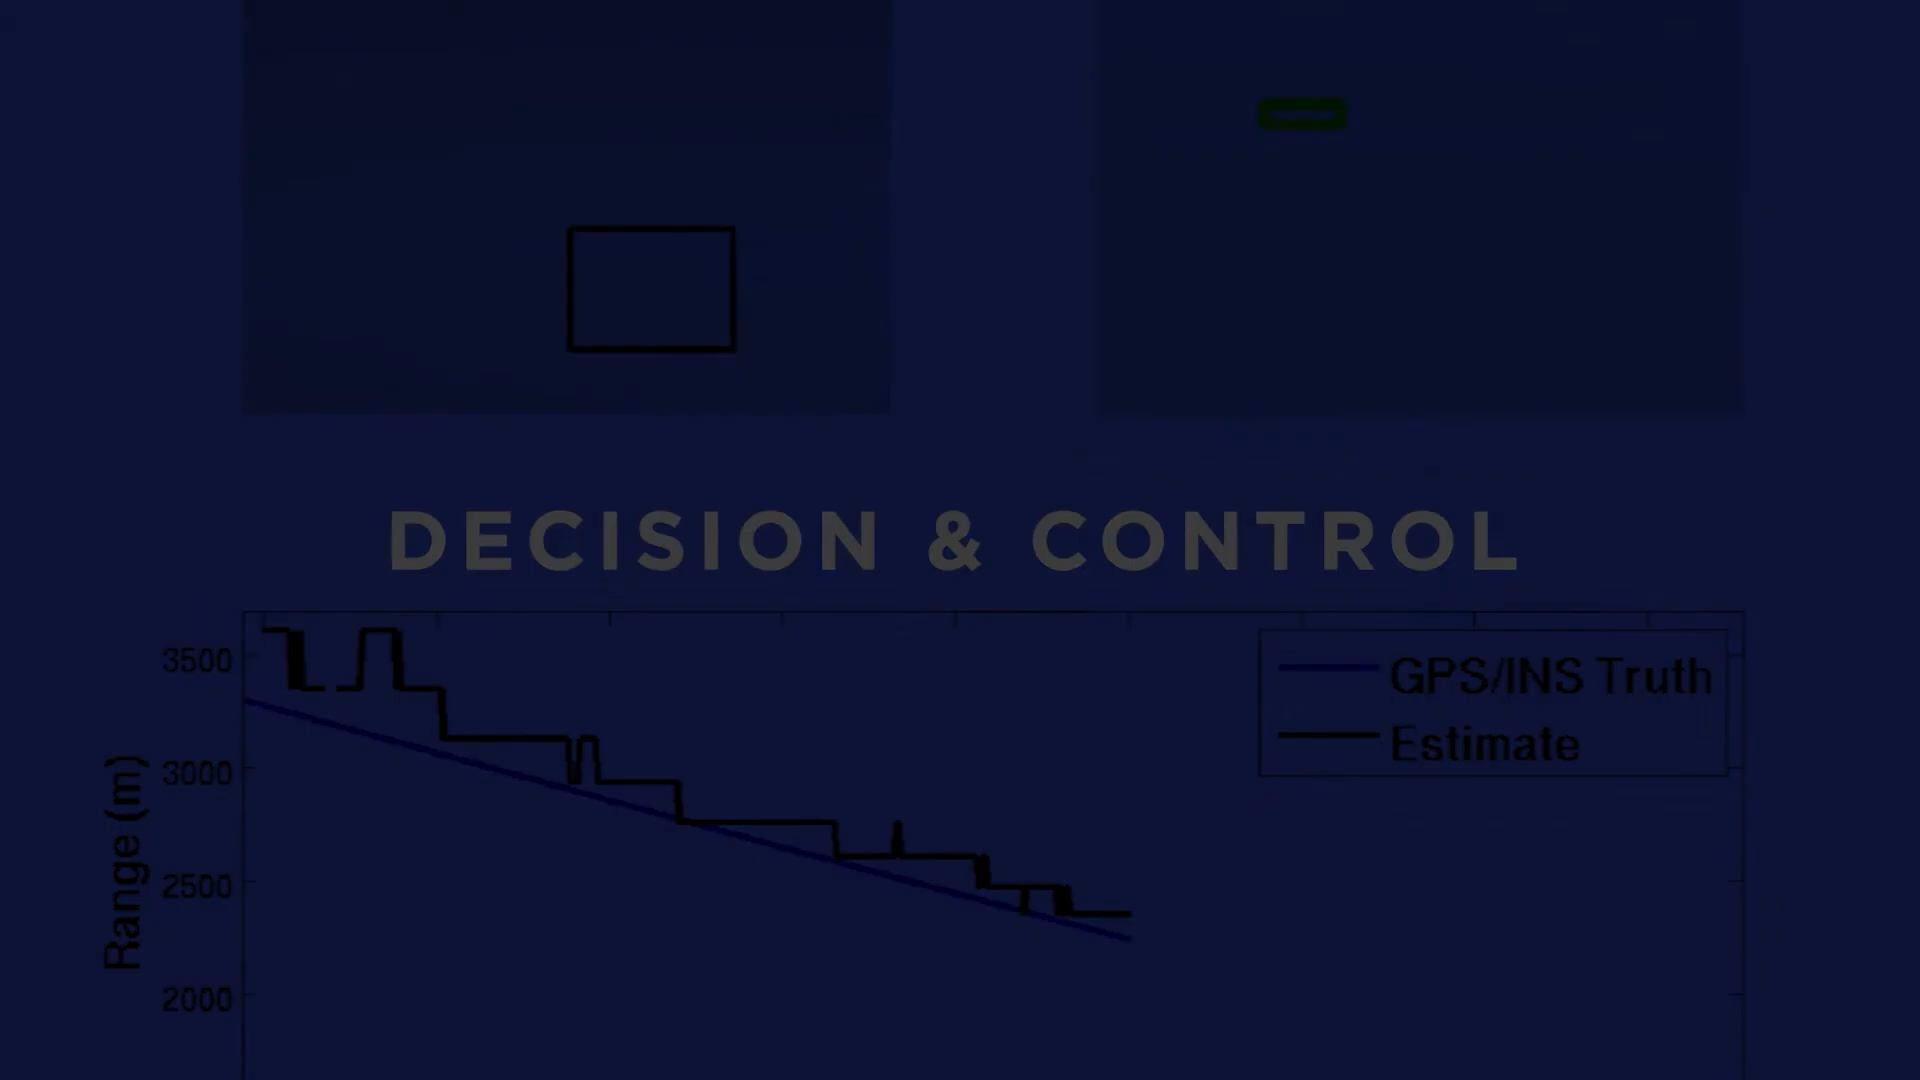 DECISION & CONTROL
3500
3000
2500
2000
Range (m)
GPS/INS Truth
Estimate